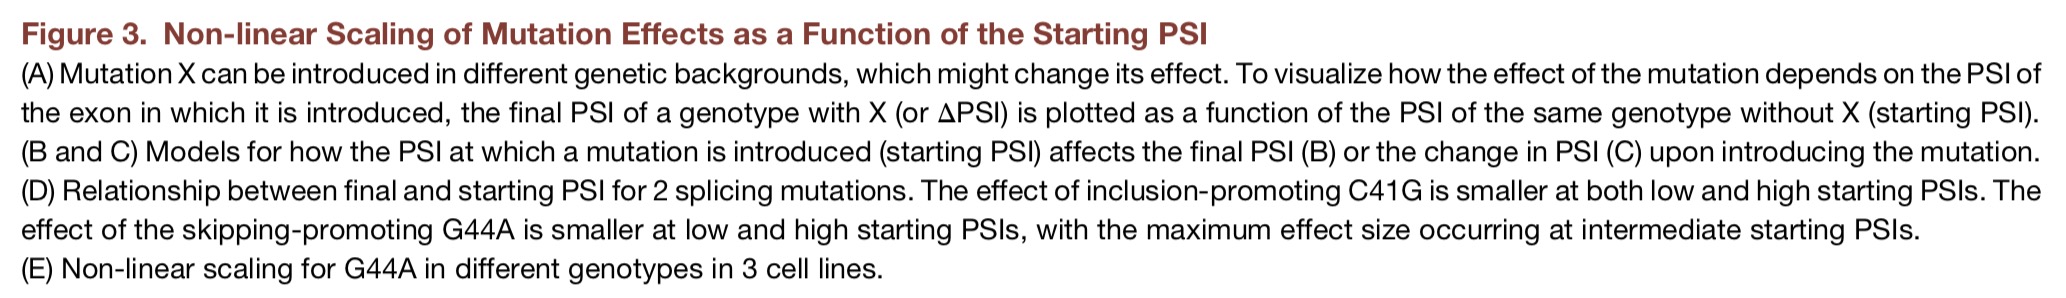 Figure 3. Non-linear Scaling of Mutation Effects as a Function of the Starting PSI
(A) Mutation X can be introduced in different genetic backgrounds, which might change its effect. To visualize how the effect of the mutation depends on the PSI of
the exon in which it is introduced, the final PSI of a genotype with X (or ΔPSI) is plotted as a function of the PSI of the same genotype without X (starting PSI).
(B and C) Models for how the PSI at which a mutation is introduced (starting PSI) affects the final PSI (B) or the change in PSI (C) upon introducing the mutation.
(D) Relationship between final and starting PSI for 2 splicing mutations. The effect of inclusion-promoting C41G is smaller at both low and high starting PSIs. The
effect of the skipping-promoting G44A is smaller at low and high starting PSIs, with the maximum effect size occurring at intermediate starting PSIs.
(E) Non-linear scaling for G44A in different genotypes in 3 cell lines.